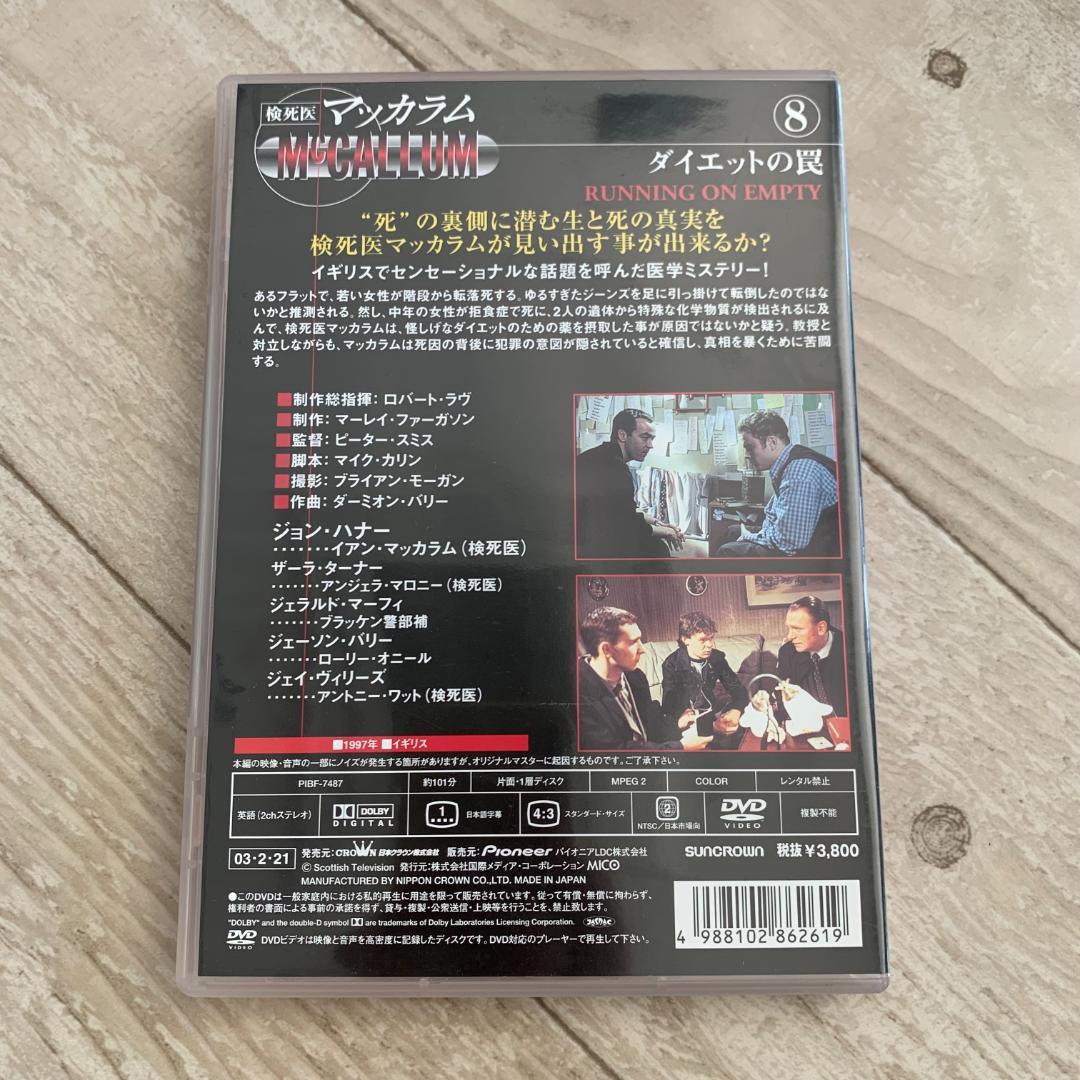 検死医 マッカラム
McCALLUM
8
ダイエットの罠
RUNNING ON EMPTY
“死”の裏側に潜む生と死の真実を
検死医マッカラムが見い出す事が出来るか?
イギリスでセンセーショナルな話題を呼んだ医学ミステリー!
あるフラットで、若い女性が階段から転落死する。ゆるすぎたジーンズを足に引っ掛けて転倒したのではな
いかと推測される。然し、中年の女性が拒食症で死に、2人の遺体から特殊な化学物質が検出されるに及
んで、検死医マッカラムは、怪しげなダイエットのための薬を摂取した事が原因ではないかと疑う。教授と
対立しながらも、マッカラムは死因の背後に犯罪の意図が隠されていると確信し、真相を暴くために苦闘
する。
■制作総指揮: ロバート・ラヴ
■制作: マーレイ・ファーガソン
■監督: ピーター・スミス
■脚本: マイク・カリン
■撮影: ブライアン・モーガン
■作曲: ダーミオン・バリー
ジョン・ハナー
‥‥‥‥イアン・マッカラム(検死医)
ザーラ・ターナー
‥‥‥‥アンジェラ・マロニー(検死医)
ジェラルド・マーフィ
‥‥‥‥ブラッケン警部補
ジェーソン・バリー
‥‥‥‥ローリー・オニール
ジェイ・ヴィリーズ
‥‥‥‥アントニー・ワット(検死医)
■1997年 ■イギリス
本編の映像・音声の一部にノイズが発生する箇所がありますが、オリジナルマスターに起因するものです。ご了承下さい。
PIBF-7487 約101分 片面・1層ディスク MPEG 2 COLOR レンタル禁止
英語(2chステレオ) DOLBY DIGITAL 1 日本語字幕 4:3 スタンダード・サイズ 2 NTSC/日本市場向 DVD VIDEO 複製不能
03・2・21 発売元: CROWN 日本クラウン株式会社 販売元: Pioneer パイオニアLDC株式会社 SUNCROWN 税抜¥3,800
© Scottish Television 発行元: 株式会社国際メディア・コーポレーション MICO
MANUFACTURED BY NIPPON CROWN CO.,LTD. MADE IN JAPAN
●このDVDは一般家庭内における私的再生に用途を限って販売されています。従って有償・無償に拘わらず、
権利者の書面による事前の承諾を得ず、貸与・複製・公衆送信・上映等を行うことを、禁止致します。
"DOLBY" and the double-D symbol are trademarks of Dolby Laboratories Licensing Corporation.
DVD VIDEO DVDビデオは映像と音声を高密度に記録したディスクです。DVD対応のプレーヤーで再生して下さい。
4 988102 862619